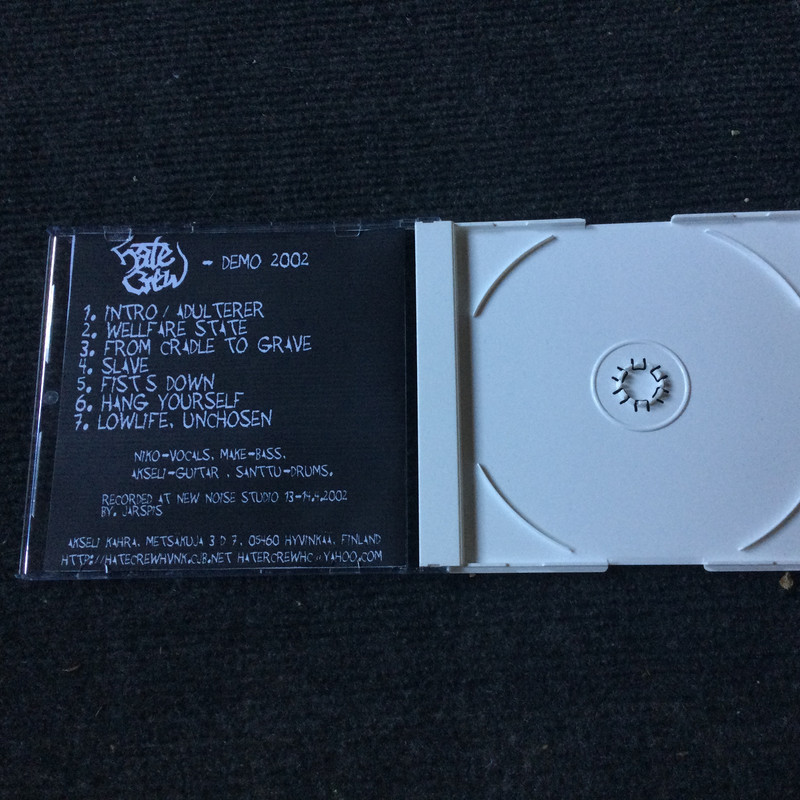 Hate
Crew - DEMO 2002
1. INTRO / ADULTERER
2. WELLFARE STATE
3. FROM CRADLE TO GRAVE
4. SLAVE
5. FISTS DOWN
6. HANG YOURSELF
7. LOWLIFE, UNCHOSEN
NIKO-VOCALS, MAKE-BASS,
AKSELI-GUITAR , SANTTU-DRUMS.
RECORDED AT NEW NOISE STUDIO 13-14.4.2002
BY. JARSPIS
AKSELI KAHRA, METSAKUJA 3 D 7, 05460 HYVINKAA, FINLAND
HTTP://HATECREWHVNK.CJB.NET HATERCREWHC@YAHOO.COM